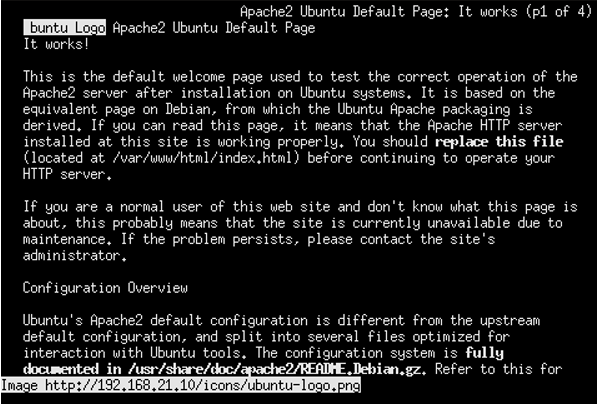 Apache2 Ubuntu Default Page: It works (p1 of 4)
buntu Logo Apache2 Ubuntu Default Page
It works!
This is the default welcome page used to test the correct operation of the
Apache2 server after installation on Ubuntu systems. It is based on the
equivalent page on Debian, from which the Ubuntu Apache packaging is
derived. If you can read this page, it means that the Apache HTTP server
installed at this site is working properly. You should replace this file
(located at /var/www/html/index.html) before continuing to operate your
HTTP server.
If you are a normal user of this web site and don't know what this page is
about, this probably means that the site is currently unavailable due to
maintenance. If the problem persists, please contact the site's
administrator.
Configuration Overview
Ubuntu's Apache2 default configuration is different from the upstream
default configuration, and split into several files optimized for
interaction with Ubuntu tools. The configuration system is fully
documented in /usr/share/doc/apache2/README.Debian.gz. Refer to this for
Image http://192.168.21.10/icons/ubuntu-logo.png